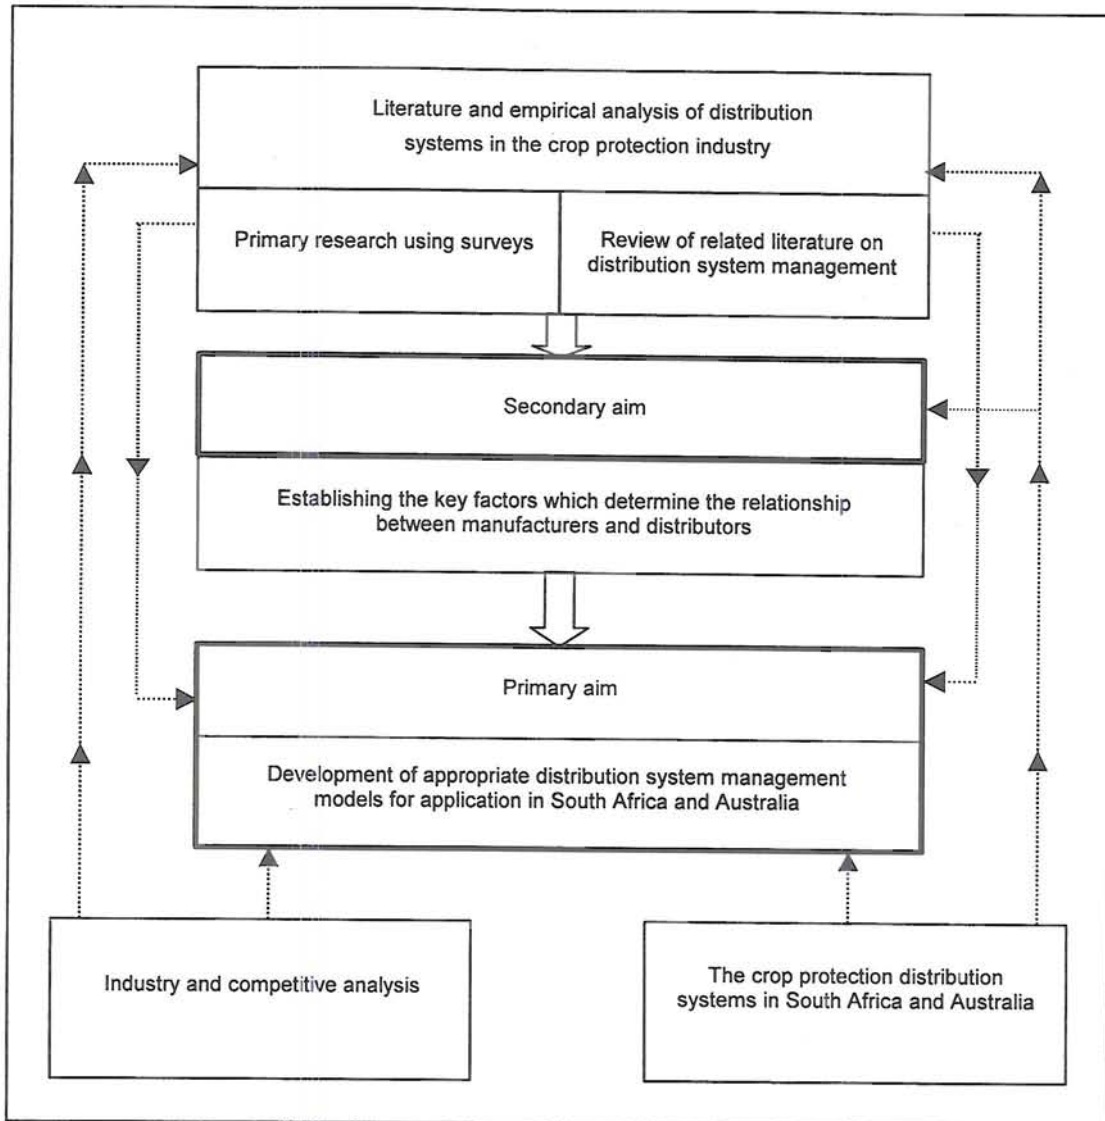 Literature and empirical analysis of distribution
systems in the crop protection industry
Primary research using surveys
Review of related literature on
distribution system management
Secondary aim
Establishing the key factors which determine the relationship
between manufacturers and distributors
Primary aim
Development of appropriate distribution system management
models for application in South Africa and Australia
Industry and competitive analysis
The crop protection distribution
systems in South Africa and Australia